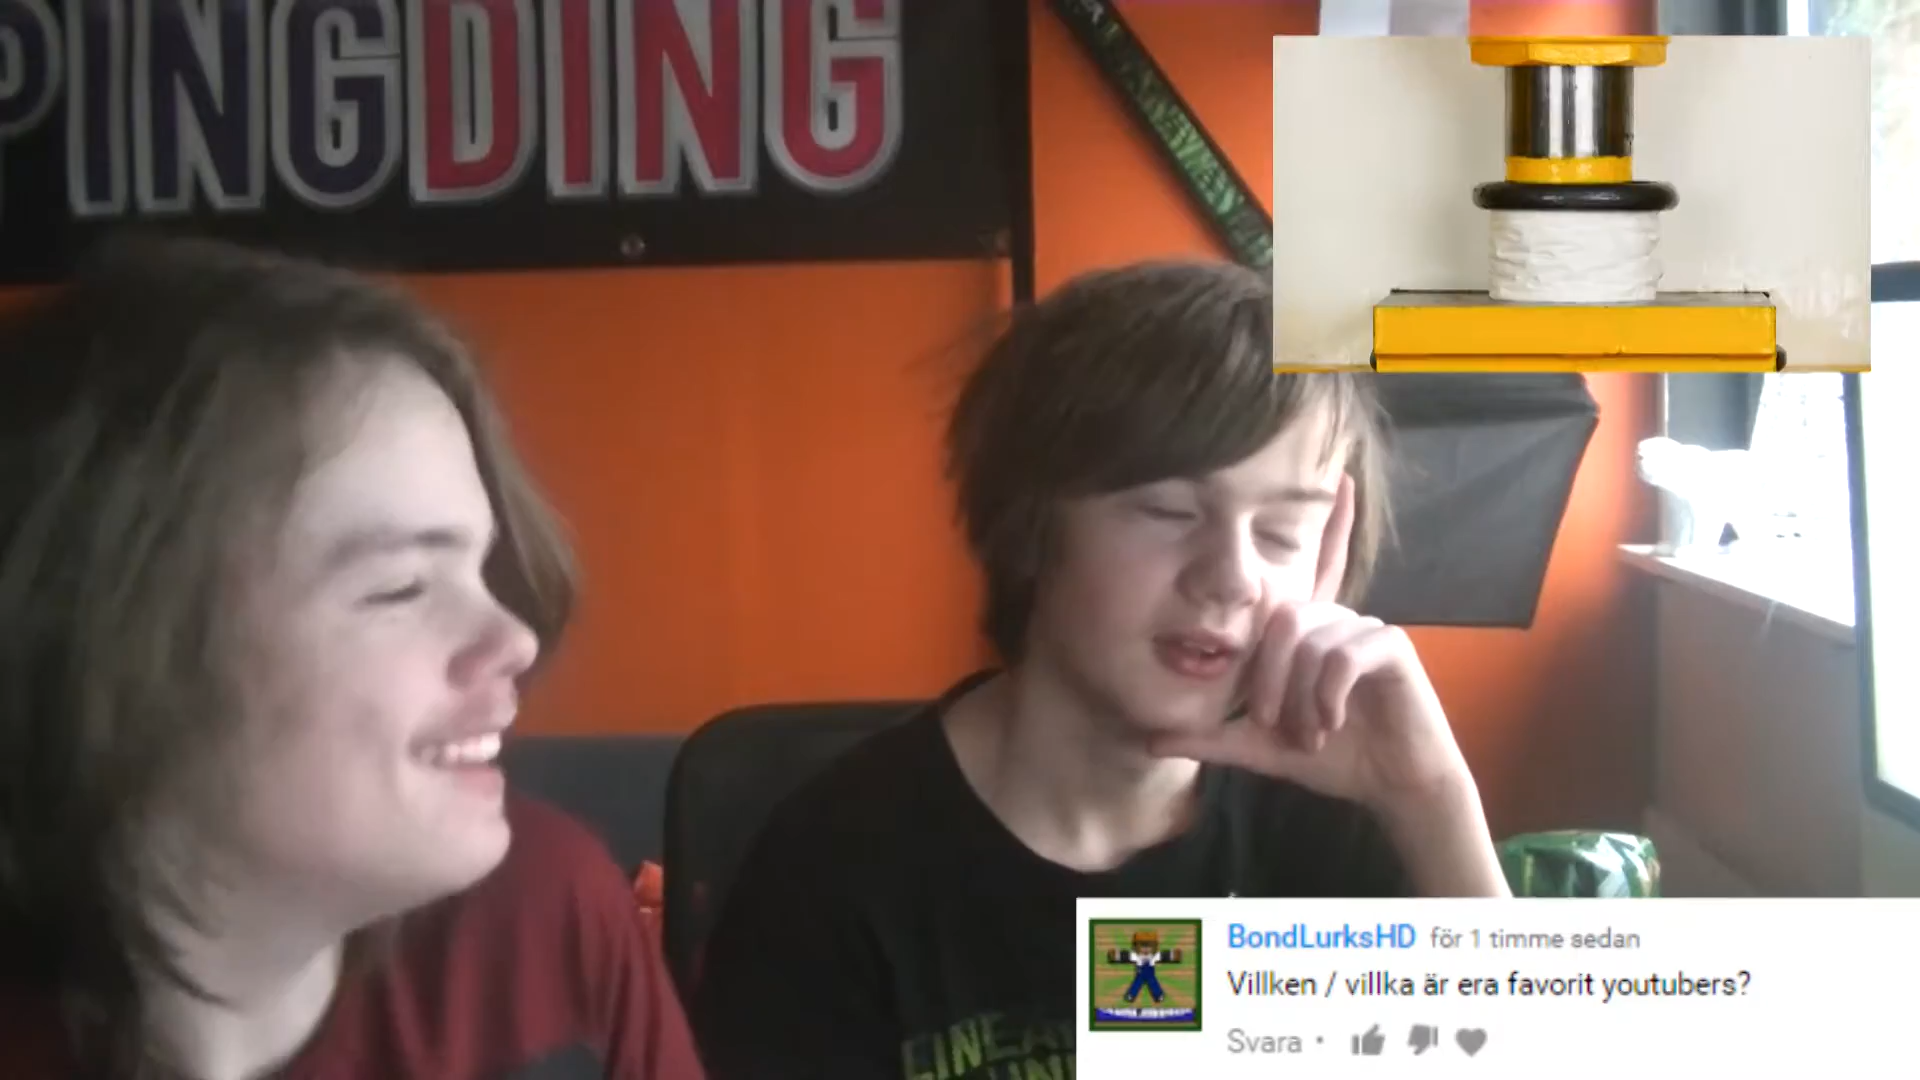 PINGDING
BondLurksHD för 1 timme sedan
Villken / villka är era favorit youtubers?
Svara •